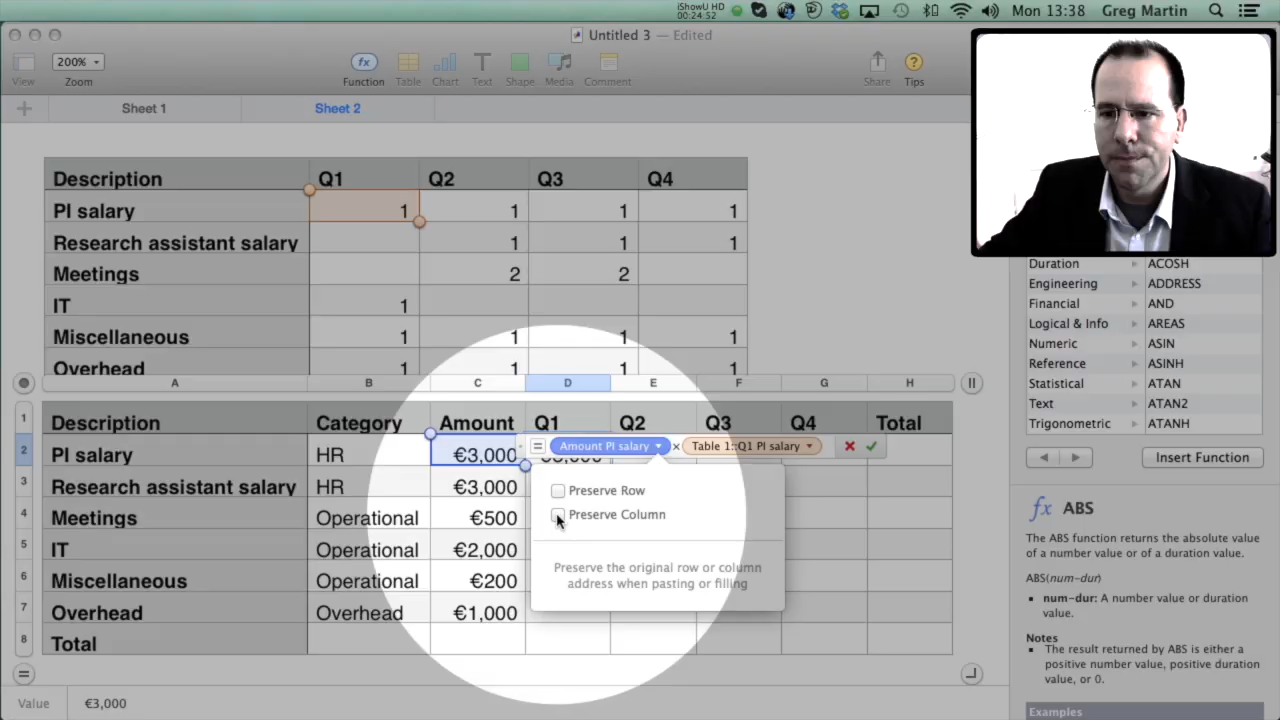 iShowU HD
00:24:52
Mon 13:38 Greg Martin
Untitled 3 — Edited
200%
View Zoom Function Table Chart Text Shape Media Comment Share Tips
Sheet 1 Sheet 2
Description Q1 Q2 Q3 Q4
PI salary 1 1 1 1
Research assistant salary 1 1 1
Meetings 2 2
IT 1
Miscellaneous 1 1 1 1
Overhead 1 1 1 1
A B C D E F G H
1 Description Category Amount Q1 Q2 Q3 Q4 Total
= Amount PI salary × Table 1::Q1 PI salary
2 PI salary HR €3,000
3 Research assistant salary HR €3,000
4 Meetings Operational €500
5 IT Operational €2,000
6 Miscellaneous Operational €200
7 Overhead Overhead €1,000
8 Total
Preserve Row
Preserve Column
Preserve the original row or column
address when pasting or filling
Value €3,000
Duration ACOSH
Engineering ADDRESS
Financial AND
Logical & Info AREAS
Numeric ASIN
Reference ASINH
Statistical ATAN
Text ATAN2
Trigonometric ATANH
Insert Function
fx ABS
The ABS function returns the absolute value
of a number value or of a duration value.
ABS(num-dur)
▪ num-dur: A number value or duration
value.
Notes
▪ The result returned by ABS is either a
positive number value, positive duration
value, or 0.
Examples